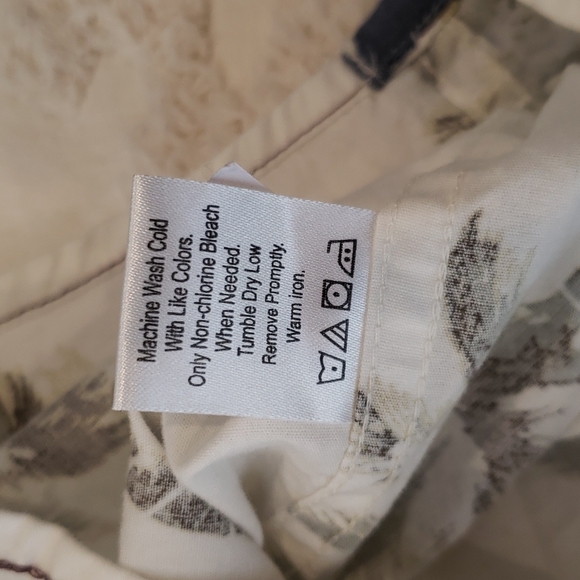 Machine Wash Cold
With Like Colors.
Only Non-chlorine Bleach
When Needed.
Tumble Dry Low
Remove Promptly.
Warm iron.